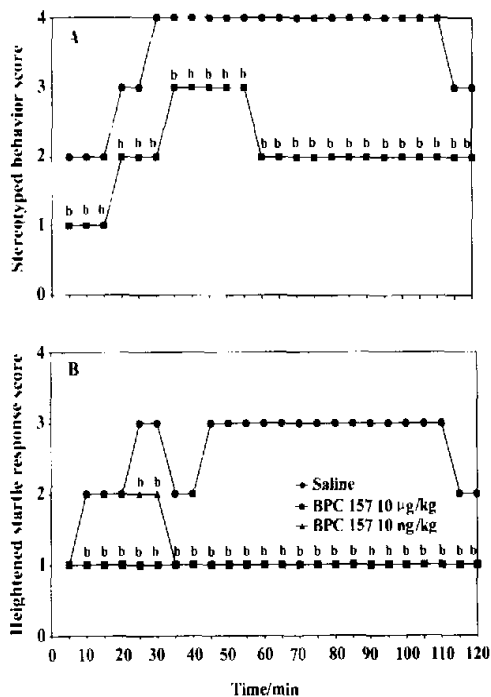 Stereotyped behavior score
4
A
3
b h b b b
2
h b b b b b b b b b b b b b b b
1
b b b
0
Heightened startle response score
4
B
3
Saline
BPC 157 10 µg/kg
BPC 157 10 ng/kg
2
b b
1
b b b b b b b b b b b b b b b b b b b b b b b
0
0 10 20 30 40 50 60 70 80 90 100 110 120
Time/min